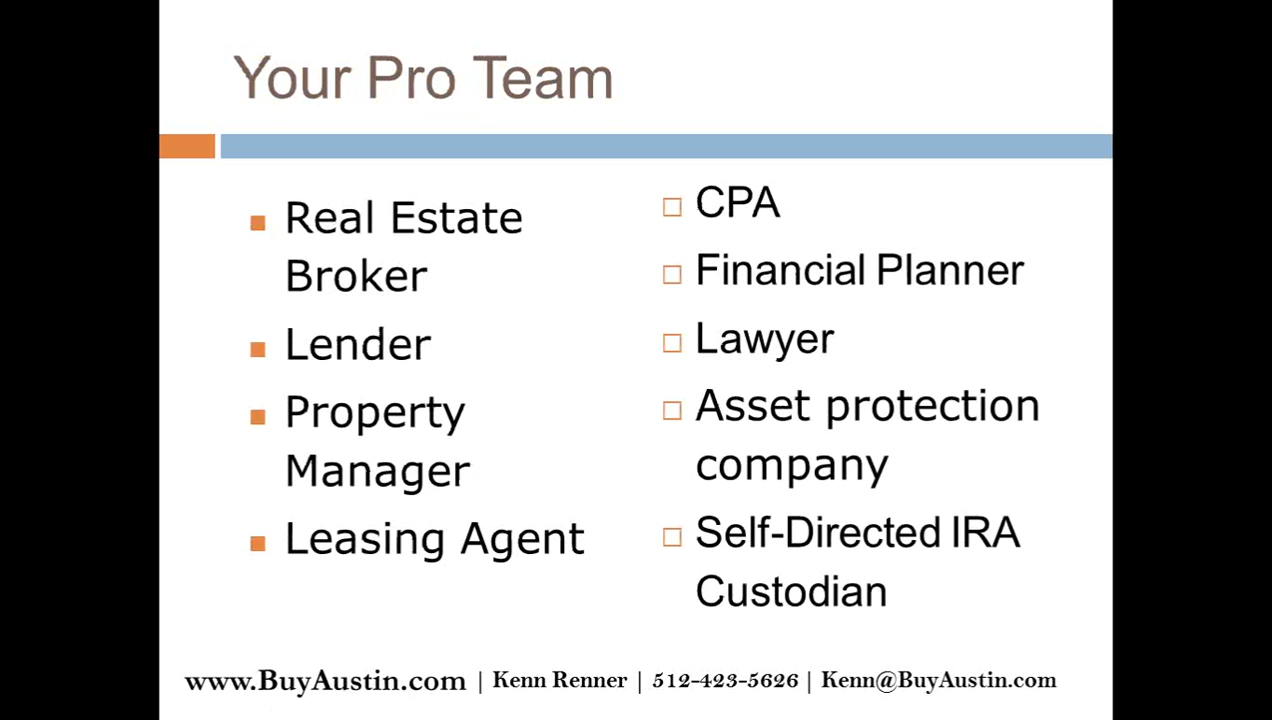 Your Pro Team
Real Estate
Broker
Lender
Property
Manager
Leasing Agent
CPA
Financial Planner
Lawyer
Asset protection
company
Self-Directed IRA
Custodian
www.BuyAustin.com | Kenn Renner | 512-423-5626 | Kenn@BuyAustin.com